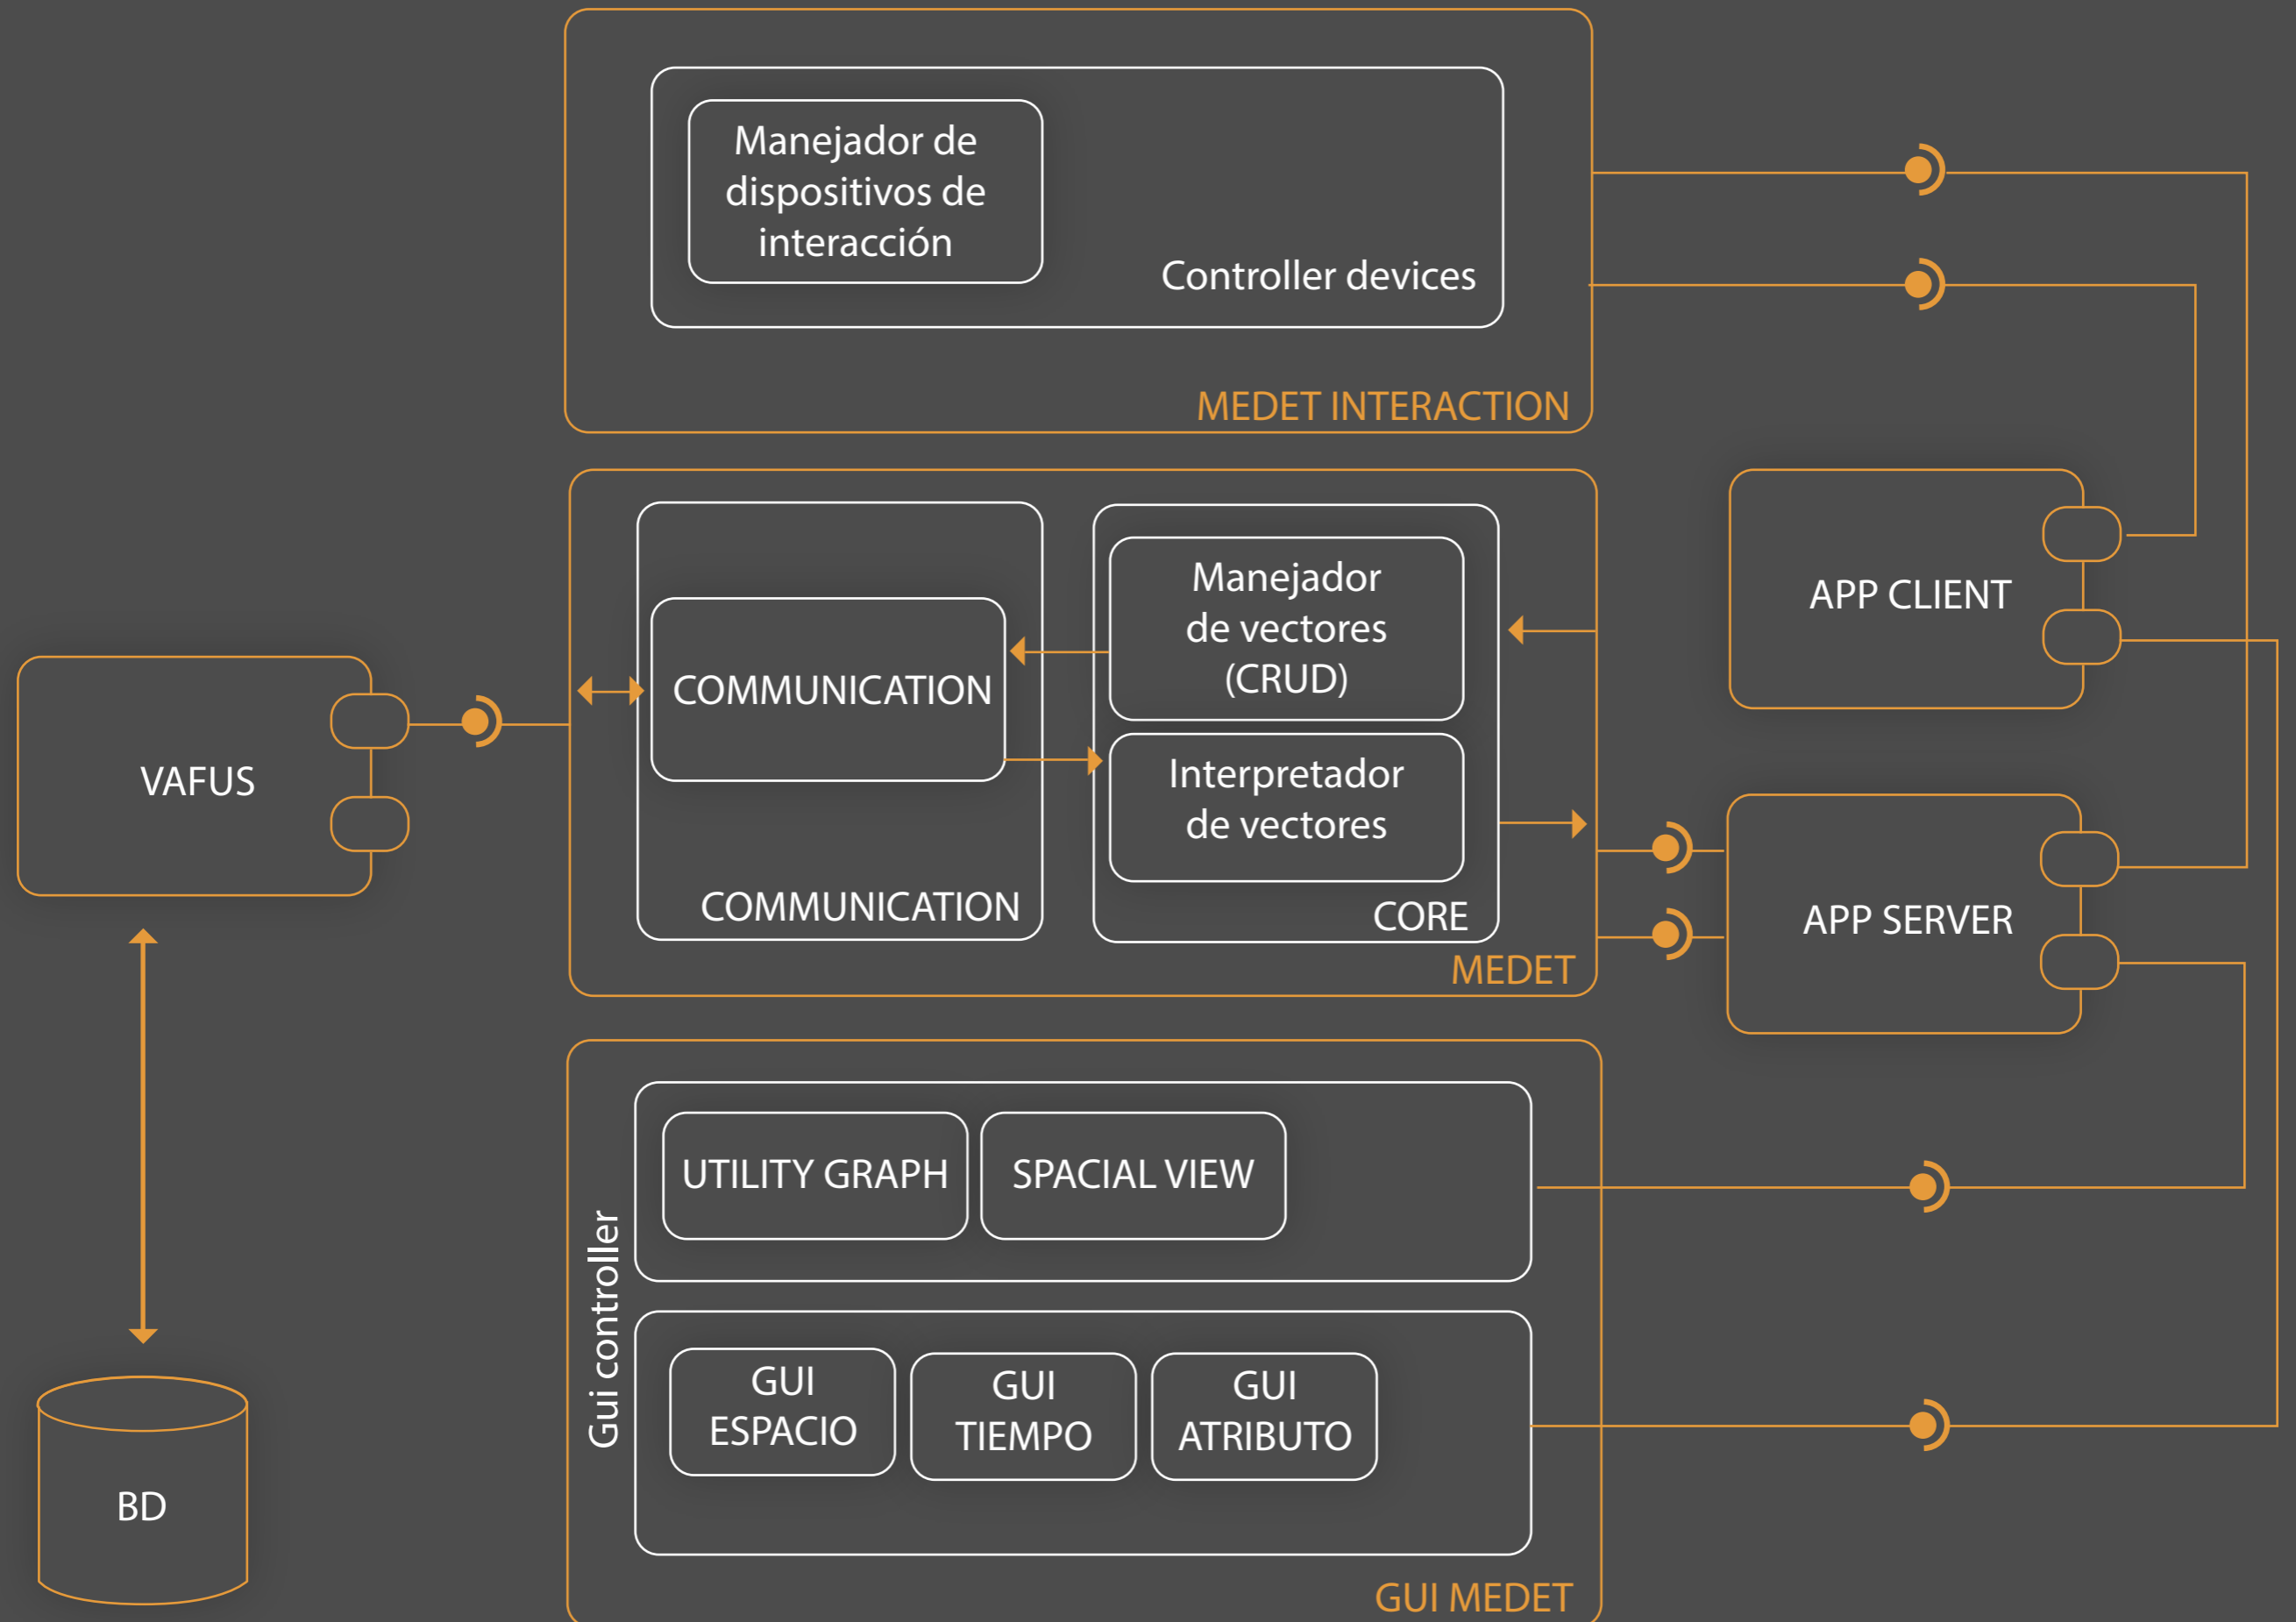 Manejador de
dispositivos de
interacción
Controller devices
MEDET INTERACTION
VAFUS
BD
COMMUNICATION
COMMUNICATION
Manejador
de vectores
(CRUD)
Interpretador
de vectores
CORE
MEDET
APP CLIENT
APP SERVER
Gui controller
UTILITY GRAPH
SPACIAL VIEW
GUI
ESPACIO
GUI
TIEMPO
GUI
ATRIBUTO
GUI MEDET